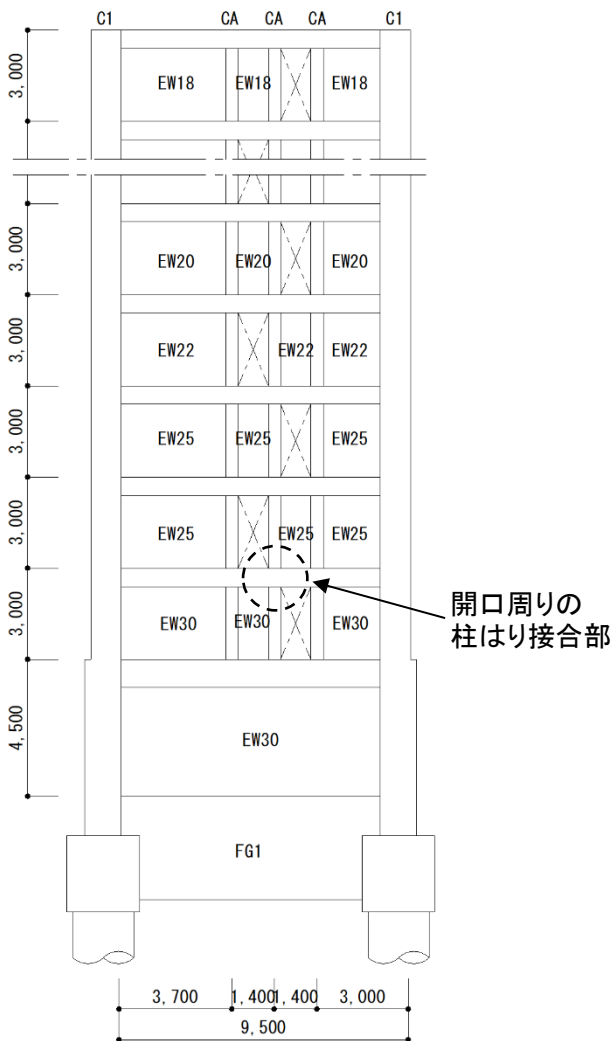 C1 CA CA CA C1
3,000
EW18 EW18 EW18
3,000
EW20 EW20 EW20
3,000
EW22 EW22 EW22
3,000
EW25 EW25 EW25
3,000
EW25 EW25 EW25
開口周りの
柱はり接合部
3,000
EW30 EW30 EW30
4,500
EW30
FG1
3,700 1,400 1,400 3,000
9,500